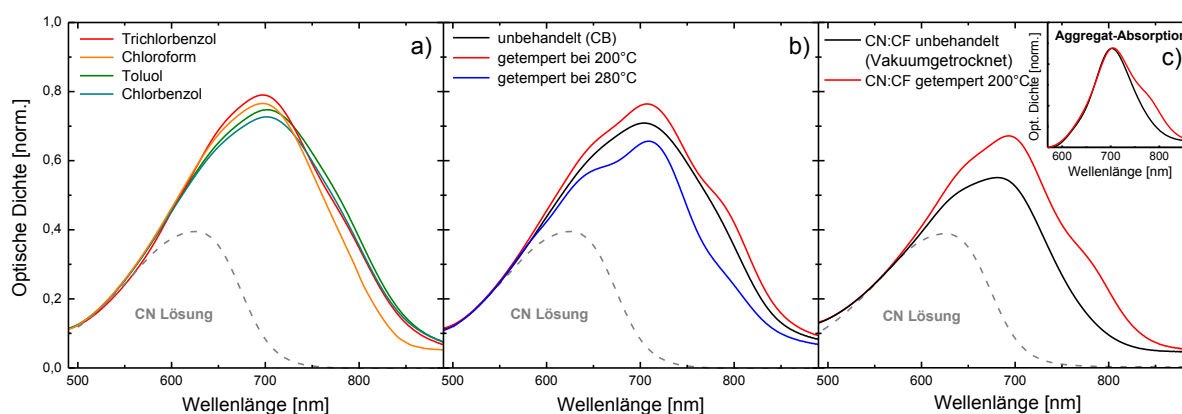 1,0
0,8
0,6
0,4
0,2
0,0
Optische Dichte [norm.]
Trichlorbenzol
Chloroform
Toluol
Chlorbenzol
a)
CN Lösung
500 600 700 800
Wellenlänge [nm]
unbehandelt (CB)
getempert bei 200°C
getempert bei 280°C
b)
CN Lösung
500 600 700 800
Wellenlänge [nm]
CN:CF unbehandelt
(Vakuumgetrocknet)
CN:CF getempert 200°C
CN Lösung
500 600 700 800
Wellenlänge [nm]
Aggregat-Absorption
c)
Opt. Dichte [norm.]
600 700 800
Wellenlänge [nm]